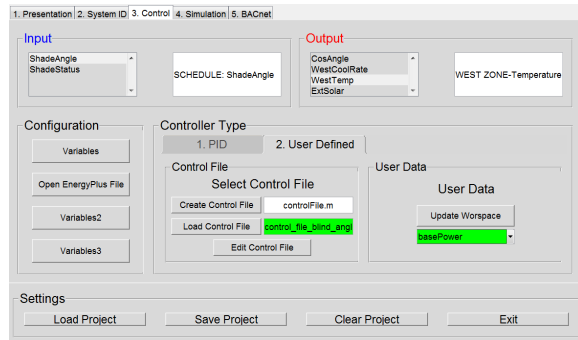 1. Presentation 2. System ID 3. Control 4. Simulation 5. BACnet
Input
ShadeAngle
ShadeStatus
SCHEDULE: ShadeAngle
Output
CosAngle
WestCoolRate
WestTemp
ExtSolar
WEST ZONE-Temperature
Configuration
Variables
Open EnergyPlus File
Variables2
Variables3
Controller Type
1. PID 2. User Defined
Control File
Select Control File
Create Control File controlFile.m
Load Control File control_file_blind_angl
Edit Control File
User Data
User Data
Update Worspace
basePower
Settings
Load Project Save Project Clear Project Exit